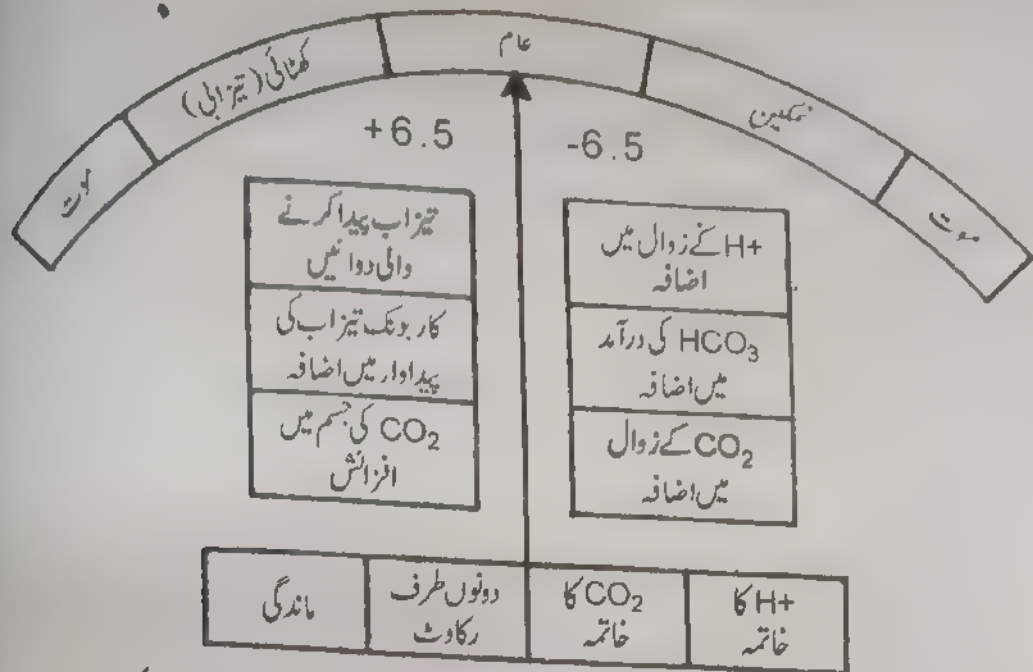 عام
کھٹائی (تیزابی)
نمکین
موت
موت
+6.5
-6.5
تیزاب پیدا کرنے
والی دوائیں
کاربونک تیزاب کی
پیداوار میں اضافہ
CO₂ کی جسم میں
افزائش
H+ کے زوال میں
اضافہ
HCO₃ کی درآمد
میں اضافہ
CO₂ کے زوال
میں اضافہ
ماندگی
دونوں طرف
رکاوٹ
CO₂ کا
خاتمہ
H+ کا
خاتمہ